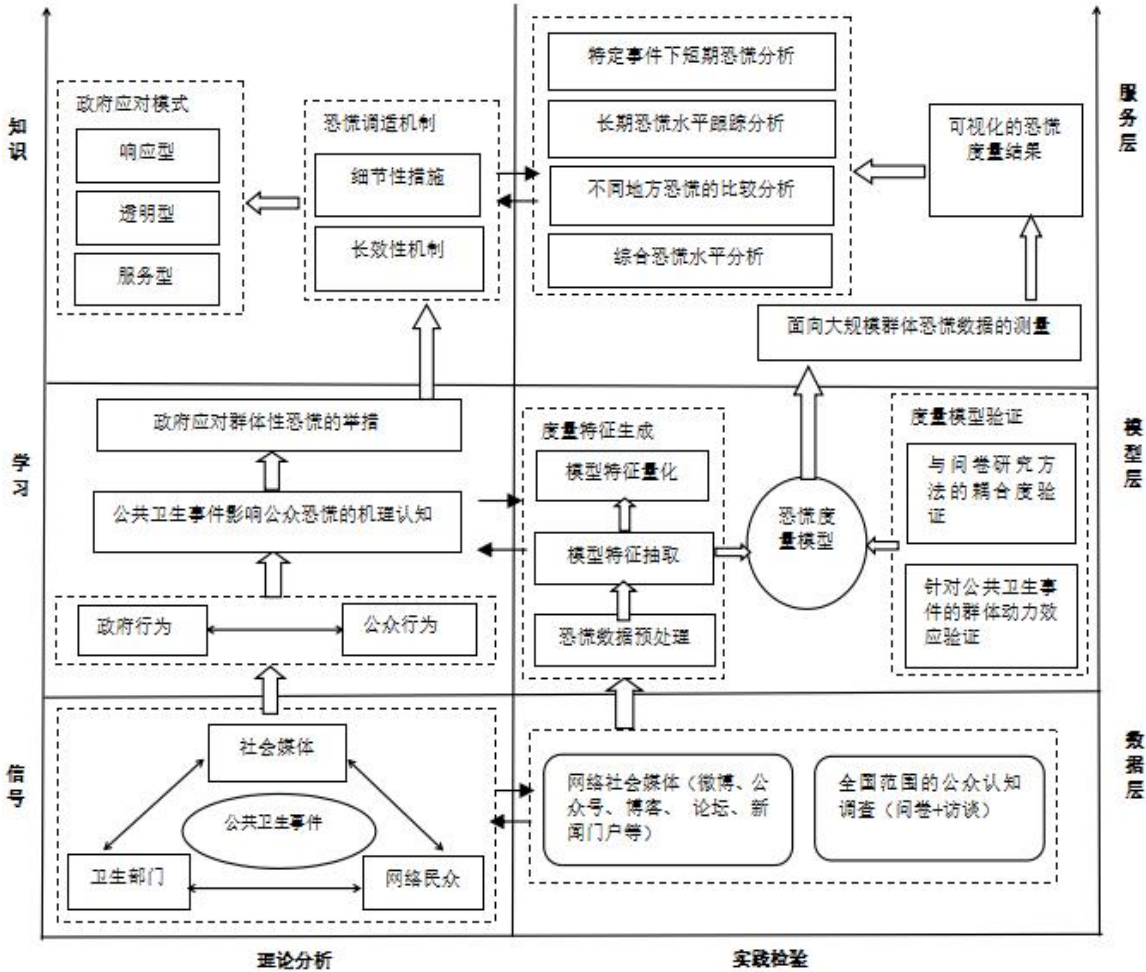 知识
政府应对模式
响应型
透明型
服务型
恐慌调适机制
细节性措施
长效性机制
特定事件下短期恐慌分析
长期恐慌水平跟踪分析
不同地方恐慌的比较分析
综合恐慌水平分析
可视化的恐慌
度量结果
面向大规模群体恐慌数据的测量
服务层
学习
政府应对群体性恐慌的举措
公共卫生事件影响公众恐慌的机理认知
政府行为
公众行为
度量特征生成
模型特征量化
模型特征抽取
恐慌数据预处理
恐慌度
量模型
度量模型验证
与问卷研究方
法的耦合度验
证
针对公共卫生事
件的群体动力效
应验证
模型层
信号
社会媒体
公共卫生事件
卫生部门
网络民众
网络社会媒体（微博、公
众号、博客、 论坛、新
闻门户等）
全国范围的公众认知
调查（问卷+访谈）
数据层
理论分析
实践检验